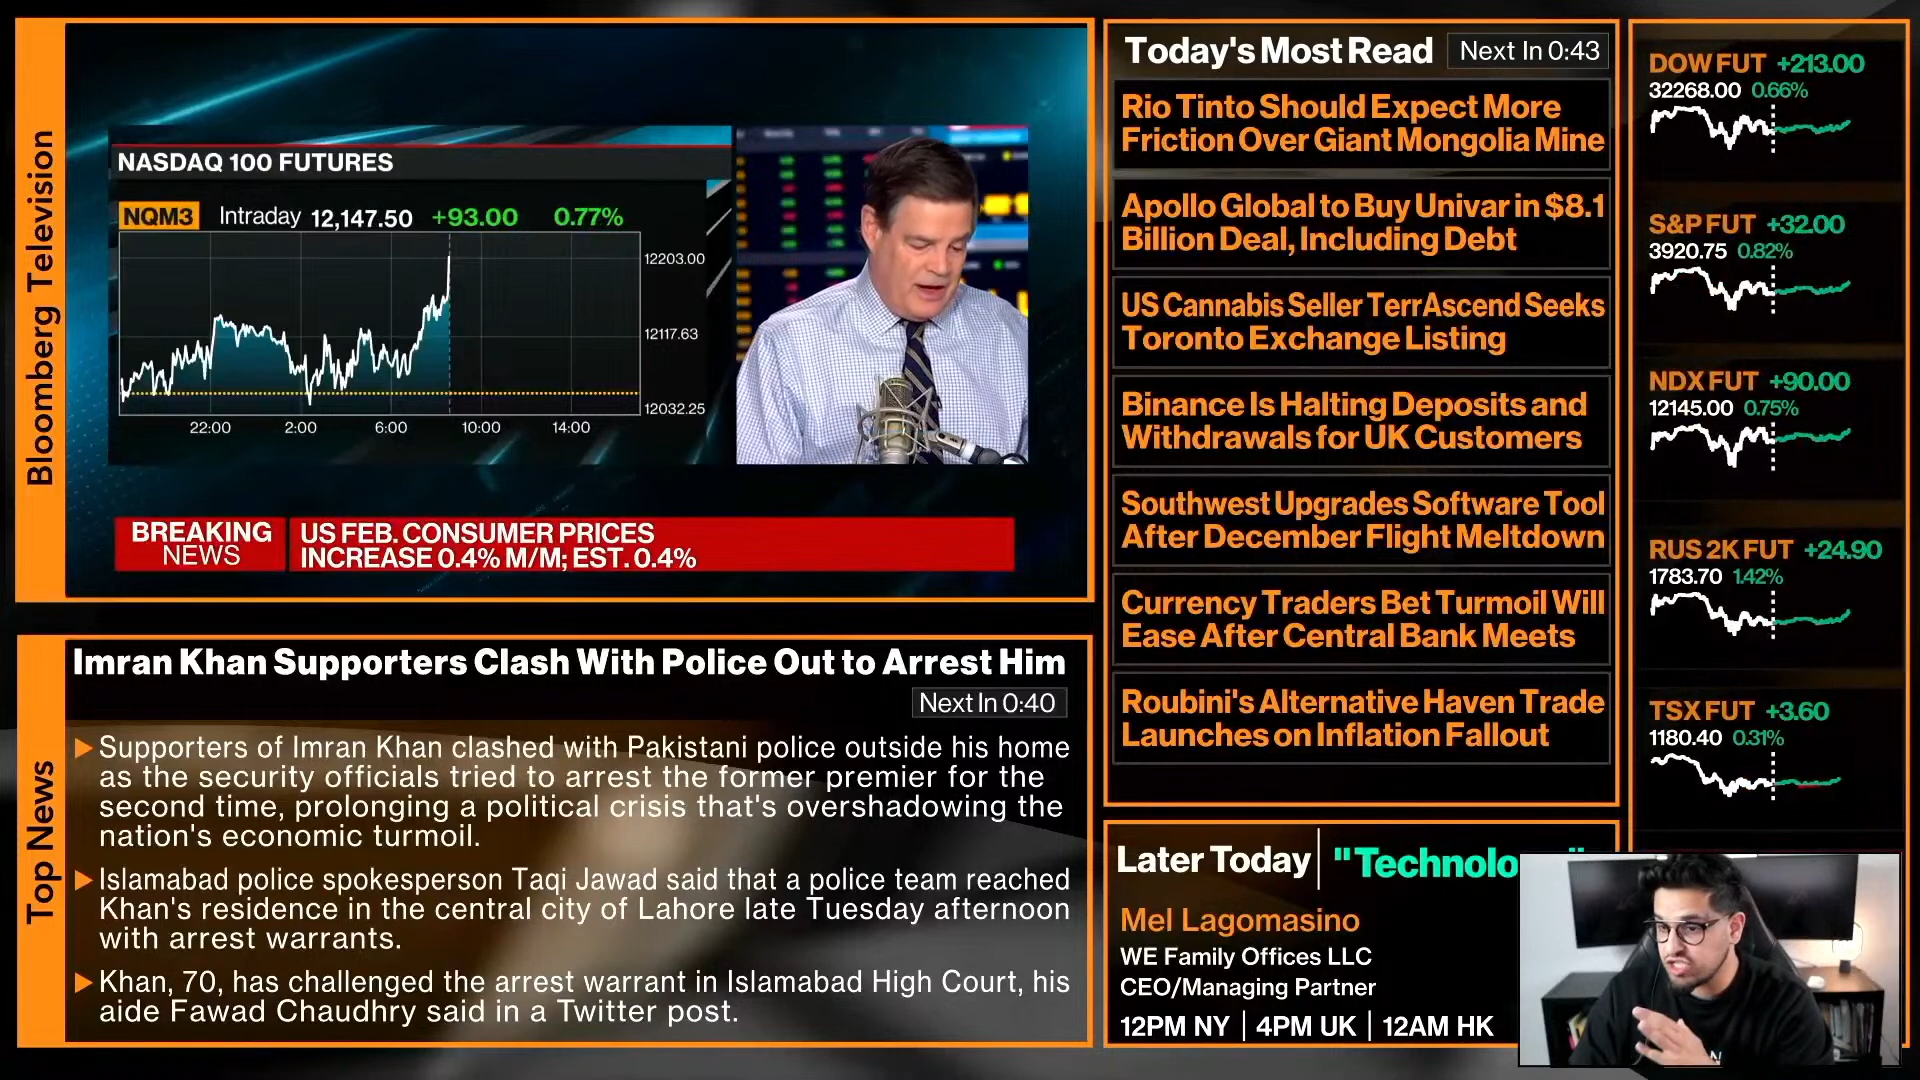 Bloomberg Television
NASDAQ 100 FUTURES
NQM3 Intraday 12,147.50 +93.00 0.77%
12203.00
12117.63
12032.25
22:00 2:00 6:00 10:00 14:00
BREAKING
NEWS
US FEB. CONSUMER PRICES
INCREASE 0.4% M/M; EST. 0.4%
Top News
Imran Khan Supporters Clash With Police Out to Arrest Him
Next In 0:40
Supporters of Imran Khan clashed with Pakistani police outside his home
as the security officials tried to arrest the former premier for the
second time, prolonging a political crisis that's overshadowing the
nation's economic turmoil.
Islamabad police spokesperson Taqi Jawad said that a police team reached
Khan's residence in the central city of Lahore late Tuesday afternoon
with arrest warrants.
Khan, 70, has challenged the arrest warrant in Islamabad High Court, his
aide Fawad Chaudhry said in a Twitter post.
Today's Most Read
Next In 0:43
Rio Tinto Should Expect More
Friction Over Giant Mongolia Mine
Apollo Global to Buy Univar in $8.1
Billion Deal, Including Debt
US Cannabis Seller TerrAscend Seeks
Toronto Exchange Listing
Binance Is Halting Deposits and
Withdrawals for UK Customers
Southwest Upgrades Software Tool
After December Flight Meltdown
Currency Traders Bet Turmoil Will
Ease After Central Bank Meets
Roubini's Alternative Haven Trade
Launches on Inflation Fallout
Later Today
"Technolo
Mel Lagomasino
WE Family Offices LLC
CEO/Managing Partner
12PM NY | 4PM UK | 12AM HK
DOW FUT +213.00
32268.00 0.66%
S&P FUT +32.00
3920.75 0.82%
NDX FUT +90.00
12145.00 0.75%
RUS 2K FUT +24.90
1783.70 1.42%
TSX FUT +3.60
1180.40 0.31%